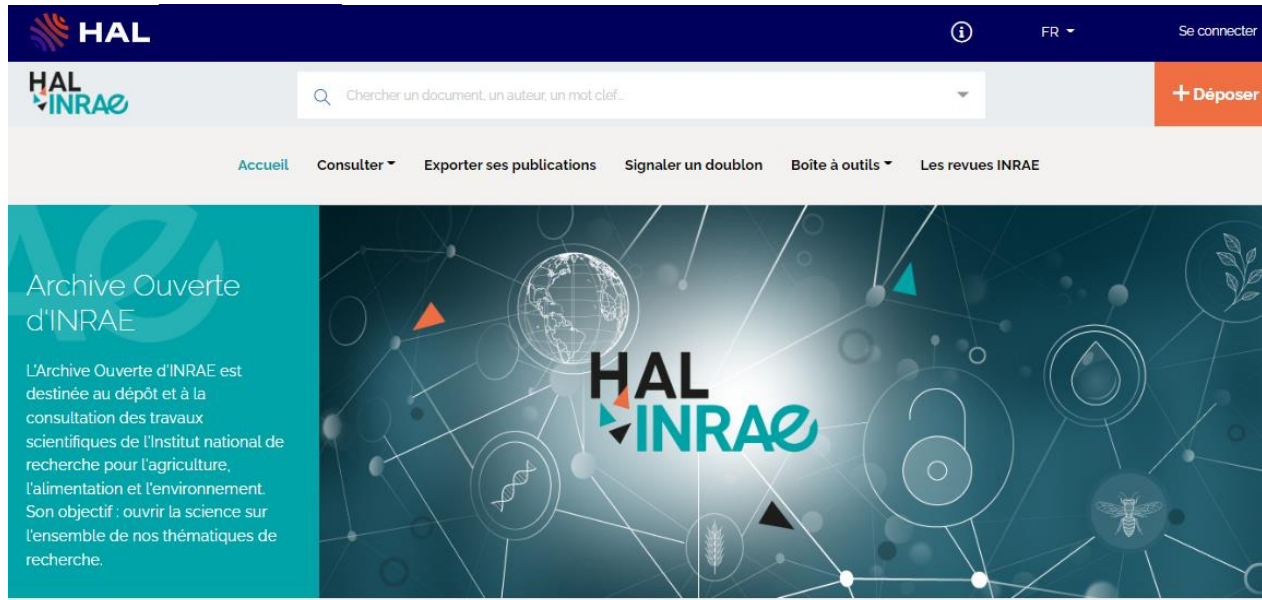 HAL
FR
Se connecter
HAL
INRAE
Chercher un document, un auteur, un mot clef...
+ Déposer
Accueil
Consulter
Exporter ses publications
Signaler un doublon
Boîte à outils
Les revues INRAE
Archive Ouverte
d'INRAE
L'Archive Ouverte d'INRAE est
destinée au dépôt et à la
consultation des travaux
scientifiques de l'Institut national de
recherche pour l'agriculture,
l'alimentation et l'environnement.
Son objectif : ouvrir la science sur
l'ensemble de nos thématiques de
recherche.
HAL
INRAE